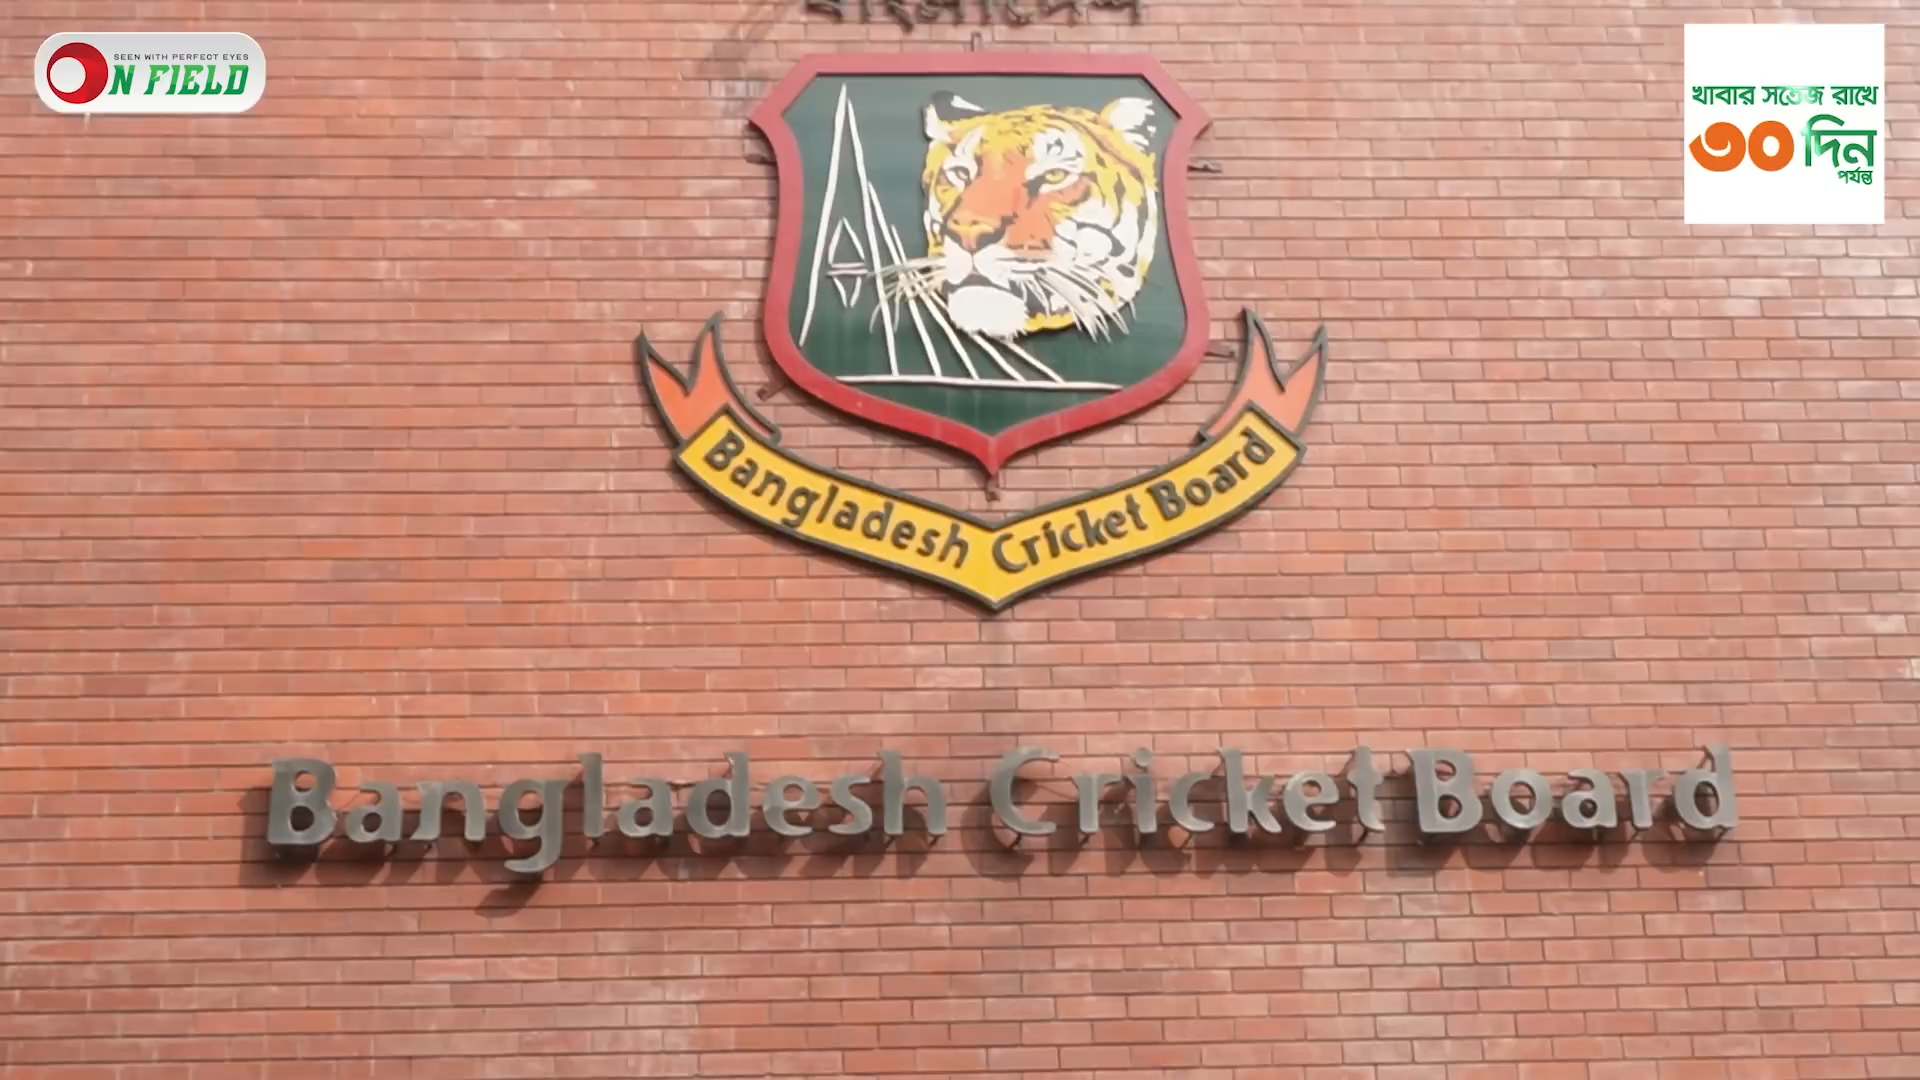 বাংলাদেশ
SEEN WITH PERFECT EYES
ON FIELD
খাবার সতেজ রাখে
৩০ দিন
পর্যন্ত
Bangladesh Cricket Board
Bangladesh Cricket Board